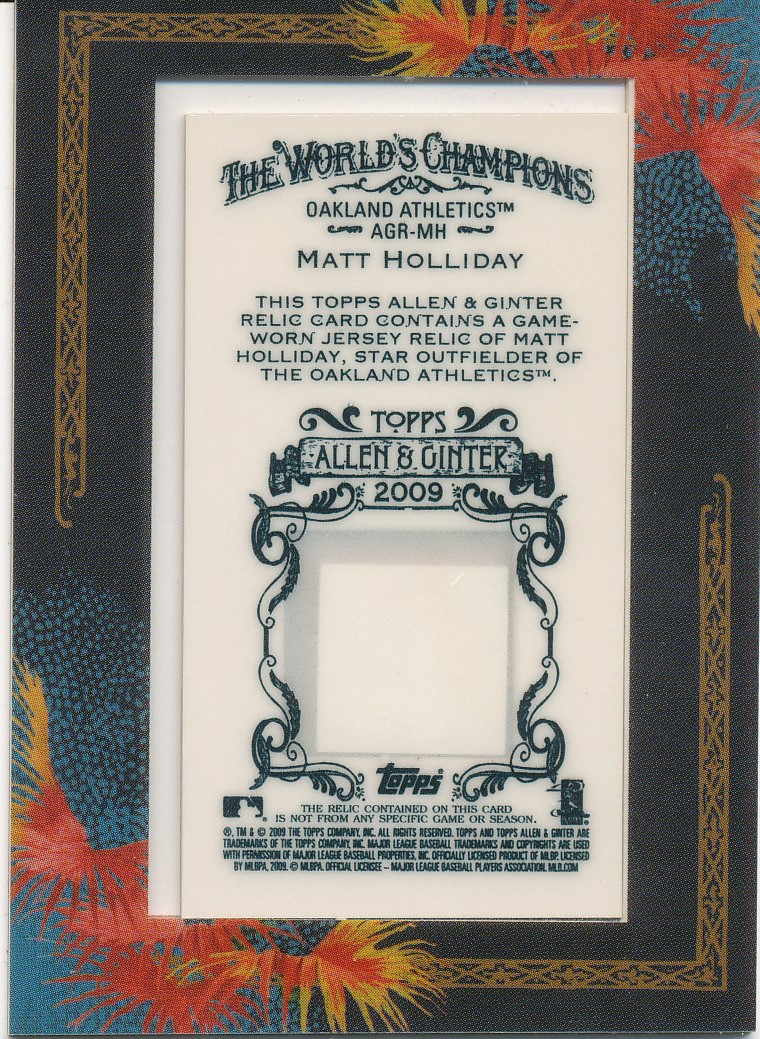 THE WORLD'S CHAMPIONS
OAKLAND ATHLETICS™
AGR-MH
MATT HOLLIDAY
THIS TOPPS ALLEN & GINTER
RELIC CARD CONTAINS A GAME-
WORN JERSEY RELIC OF MATT
HOLLIDAY, STAR OUTFIELDER OF
THE OAKLAND ATHLETICS™.
TOPPS
ALLEN & GINTER
2009
topps
THE RELIC CONTAINED ON THIS CARD
IS NOT FROM ANY SPECIFIC GAME OR SEASON.
®, TM & © 2009 THE TOPPS COMPANY, INC. ALL RIGHTS RESERVED. TOPPS AND TOPPS ALLEN & GINTER ARE
TRADEMARKS OF THE TOPPS COMPANY, INC. MAJOR LEAGUE BASEBALL TRADEMARKS AND COPYRIGHTS ARE USED
WITH PERMISSION OF MAJOR LEAGUE BASEBALL PROPERTIES, INC. OFFICIALLY LICENSED PRODUCT OF MLBP. LICENSED
BY MLBPA, 2009. © MLBPA. OFFICIAL LICENSEE – MAJOR LEAGUE BASEBALL PLAYERS ASSOCIATION. MLB.COM